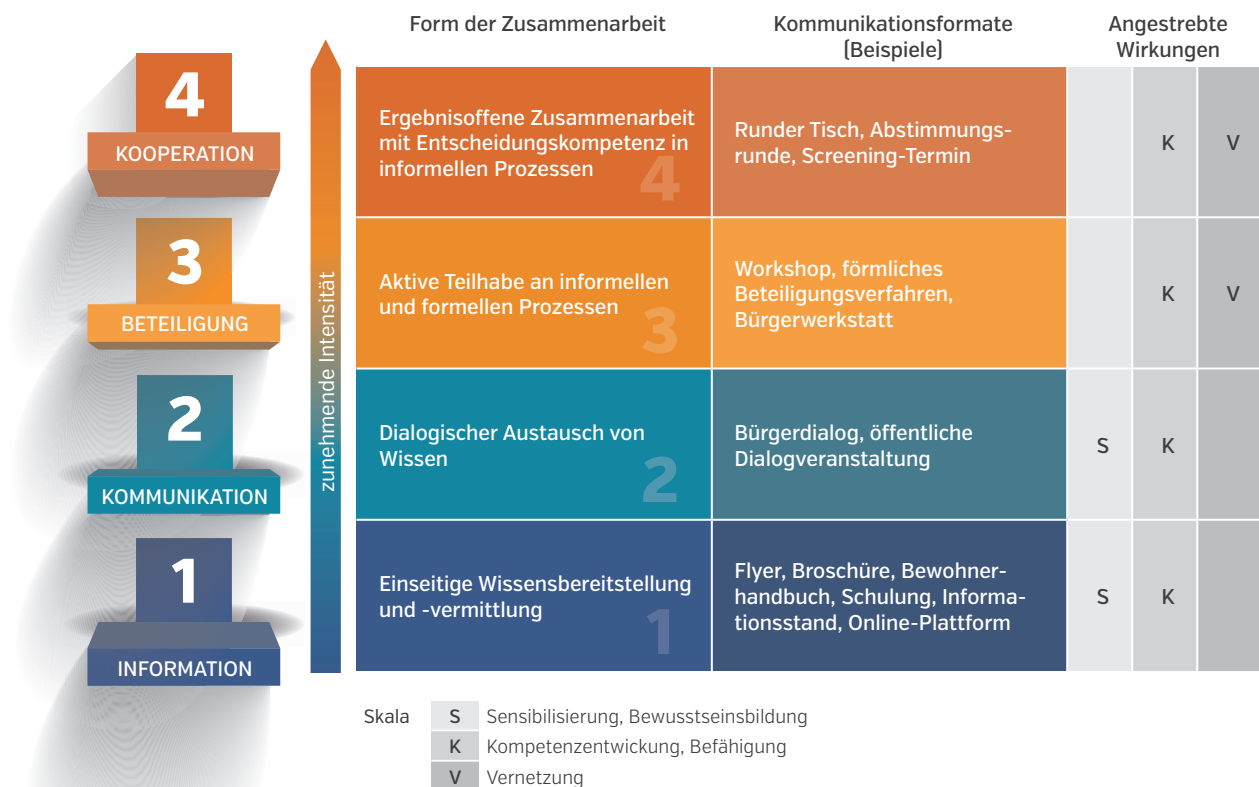 Form der Zusammenarbeit
Kommunikationsformate
(Beispiele)
Angestrebte
Wirkungen
zunehmende Intensität
4
KOOPERATION
Ergebnisoffene Zusammenarbeit
mit Entscheidungskompetenz in
informellen Prozessen
4
Runder Tisch, Abstimmungs-
runde, Screening-Termin
K
V
3
BETEILIGUNG
Aktive Teilhabe an informellen
und formellen Prozessen
3
Workshop, förmliches
Beteiligungsverfahren,
Bürgerwerkstatt
K
V
2
KOMMUNIKATION
Dialogischer Austausch von
Wissen
2
Bürgerdialog, öffentliche
Dialogveranstaltung
S
K
1
INFORMATION
Einseitige Wissensbereitstellung
und -vermittlung
1
Flyer, Broschüre, Bewohner-
handbuch, Schulung, Informa-
tionsstand, Online-Plattform
S
K
Skala
S Sensibilisierung, Bewusstseinsbildung
K Kompetenzentwickung, Befähigung
V Vernetzung